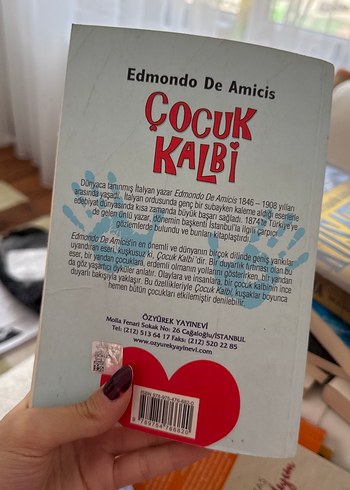 Edmondo De Amicis
ÇOCUK
KALBİ
Dünyaca tanınmış İtalyan yazar Edmondo De Amicis 1846 – 1908 yılları
arasında yaşadı. İtalyan ordusunda genç bir subayken kaleme aldığı eserlerle
edebiyat dünyasında kısa zamanda büyük başarı sağladı. 1874'te Türkiye'ye
de gelen ünlü yazar, dönemin başkenti İstanbul'la ilgili çarpıcı
gözlemlerde bulundu ve bunları kitaplaştırdı.
Edmondo De Amicis'in en önemli ve dünyanın birçok dilinde geniş yankılar
uyandıran eseri, kuşkusuz ki, Çocuk Kalbi'dir. Bir duyarlılık fırtınası olan bu
eser, bir yandan çocuklara, erdemli olmanın yollarını gösterirken, bir yandan
da göz yaşartıcı öyküler anlatır. Olaylara ve insanlara, bir çocuk kalbinin ince
duyarlı bakışıyla yaklaşır. Bu özellikleriyle Çocuk Kalbi, kuşaklar boyunca
hemen bütün çocukları etkilemiştir denilebilir.
ÖZYÜREK YAYINEVİ
Molla Fenari Sokak No: 26 Cağaloğlu/İSTANBUL
Tel: (212) 513 64 17 Faks: (212) 520 22 85
www.ozyurekyayinevi.com